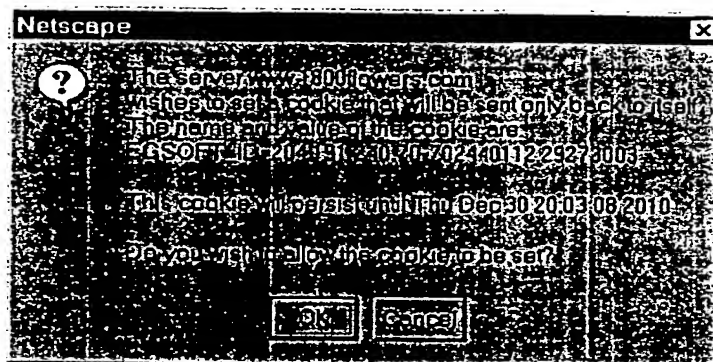 Netscape
The server www.1800flowers.com
wishes to set a cookie that will be sent only back to itself
The name and value of the cookie are:
This cookie will persist until Thu Dec 30 20:03:08 2010
Do you wish to allow the cookie to be set?
OK Cancel